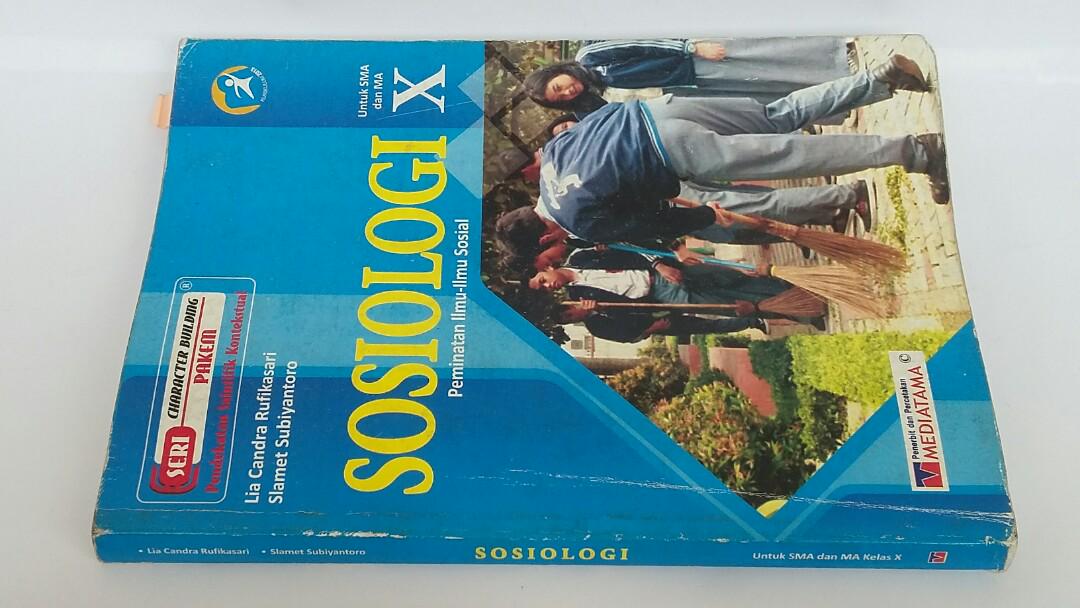 SERI CHARACTER BUILDING ®
PAKEM
Pendekatan Saintifik Kontekstual
Lia Candra Rufikasari
Slamet Subiyantoro
Untuk SMA
dan MA
X
SOSIOLOGI
Peminatan Ilmu-Ilmu Sosial
Penerbit dan Percetakan
MEDIATAMA ©
• Lia Candra Rufikasari • Slamet Subiyantoro SOSIOLOGI Untuk SMA dan MA Kelas X